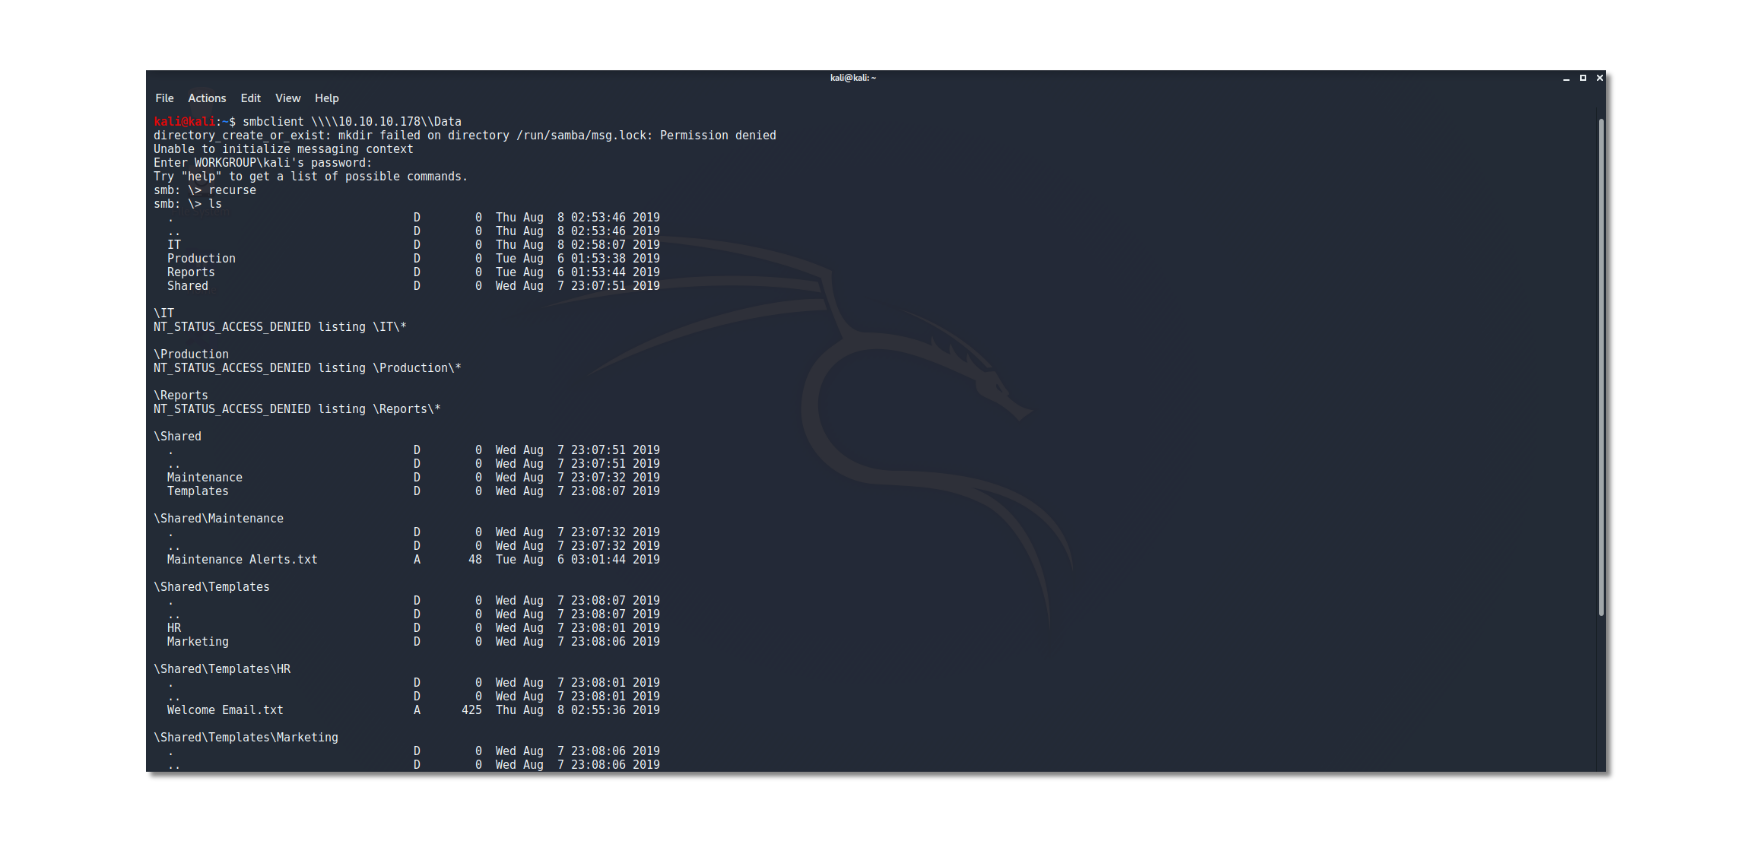 kali@kali: ~
File Actions Edit View Help
kali@kali:~$ smbclient \\\\10.10.10.178\\Data
directory_create_or_exist: mkdir failed on directory /run/samba/msg.lock: Permission denied
Unable to initialize messaging context
Enter WORKGROUP\kali's password:
Try "help" to get a list of possible commands.
smb: \> recurse
smb: \> ls
. D 0 Thu Aug 8 02:53:46 2019
.. D 0 Thu Aug 8 02:53:46 2019
IT D 0 Thu Aug 8 02:58:07 2019
Production D 0 Tue Aug 6 01:53:38 2019
Reports D 0 Tue Aug 6 01:53:44 2019
Shared D 0 Wed Aug 7 23:07:51 2019
\IT
NT_STATUS_ACCESS_DENIED listing \IT\*
\Production
NT_STATUS_ACCESS_DENIED listing \Production\*
\Reports
NT_STATUS_ACCESS_DENIED listing \Reports\*
\Shared
. D 0 Wed Aug 7 23:07:51 2019
.. D 0 Wed Aug 7 23:07:51 2019
Maintenance D 0 Wed Aug 7 23:07:32 2019
Templates D 0 Wed Aug 7 23:08:07 2019
\Shared\Maintenance
. D 0 Wed Aug 7 23:07:32 2019
.. D 0 Wed Aug 7 23:07:32 2019
Maintenance Alerts.txt A 48 Tue Aug 6 03:01:44 2019
\Shared\Templates
. D 0 Wed Aug 7 23:08:07 2019
.. D 0 Wed Aug 7 23:08:07 2019
HR D 0 Wed Aug 7 23:08:01 2019
Marketing D 0 Wed Aug 7 23:08:06 2019
\Shared\Templates\HR
. D 0 Wed Aug 7 23:08:01 2019
.. D 0 Wed Aug 7 23:08:01 2019
Welcome Email.txt A 425 Thu Aug 8 02:55:36 2019
\Shared\Templates\Marketing
. D 0 Wed Aug 7 23:08:06 2019
.. D 0 Wed Aug 7 23:08:06 2019